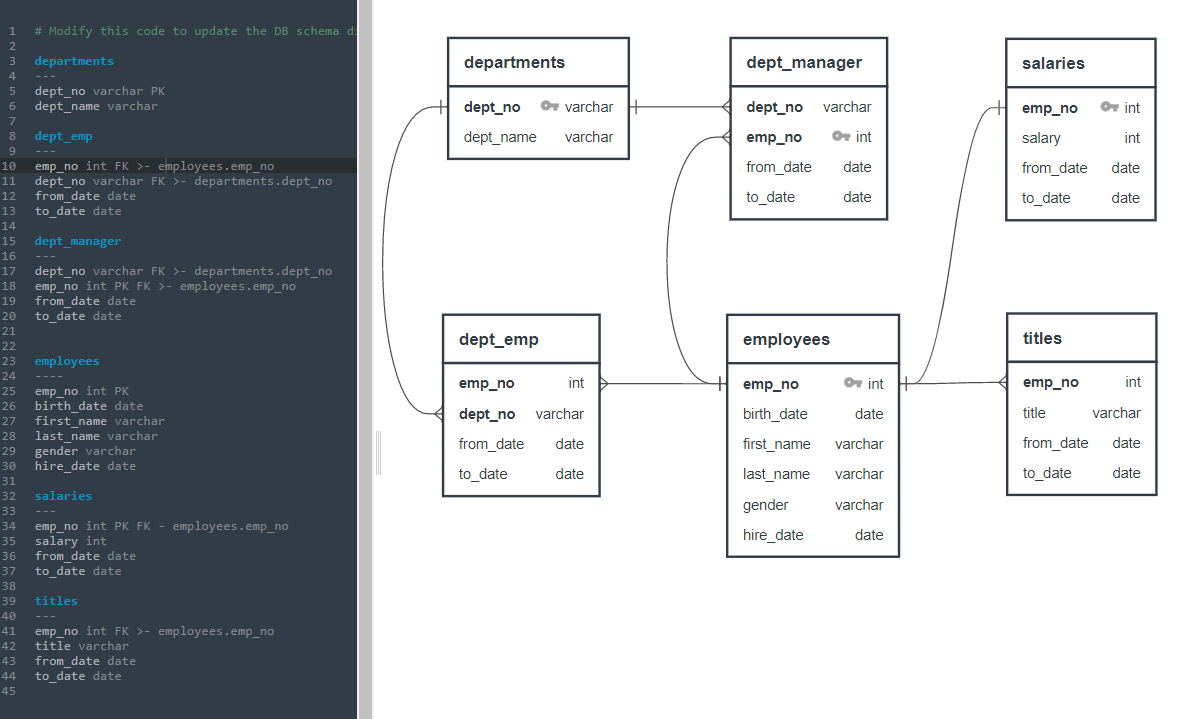 1 # Modify this code to update the DB schema di
2
3 departments
4 ---
5 dept_no varchar PK
6 dept_name varchar
7
8 dept_emp
9 ---
10 emp_no int FK >- employees.emp_no
11 dept_no varchar FK >- departments.dept_no
12 from_date date
13 to_date date
14
15 dept_manager
16 ---
17 dept_no varchar FK >- departments.dept_no
18 emp_no int PK FK >- employees.emp_no
19 from_date date
20 to_date date
21
22
23 employees
24 ----
25 emp_no int PK
26 birth_date date
27 first_name varchar
28 last_name varchar
29 gender varchar
30 hire_date date
31
32 salaries
33 ---
34 emp_no int PK FK - employees.emp_no
35 salary int
36 from_date date
37 to_date date
38
39 titles
40 ---
41 emp_no int FK >- employees.emp_no
42 title varchar
43 from_date date
44 to_date date
45
departments
dept_no varchar
dept_name varchar
dept_manager
dept_no varchar
emp_no int
from_date date
to_date date
salaries
emp_no int
salary int
from_date date
to_date date
dept_emp
emp_no int
dept_no varchar
from_date date
to_date date
employees
emp_no int
birth_date date
first_name varchar
last_name varchar
gender varchar
hire_date date
titles
emp_no int
title varchar
from_date date
to_date date